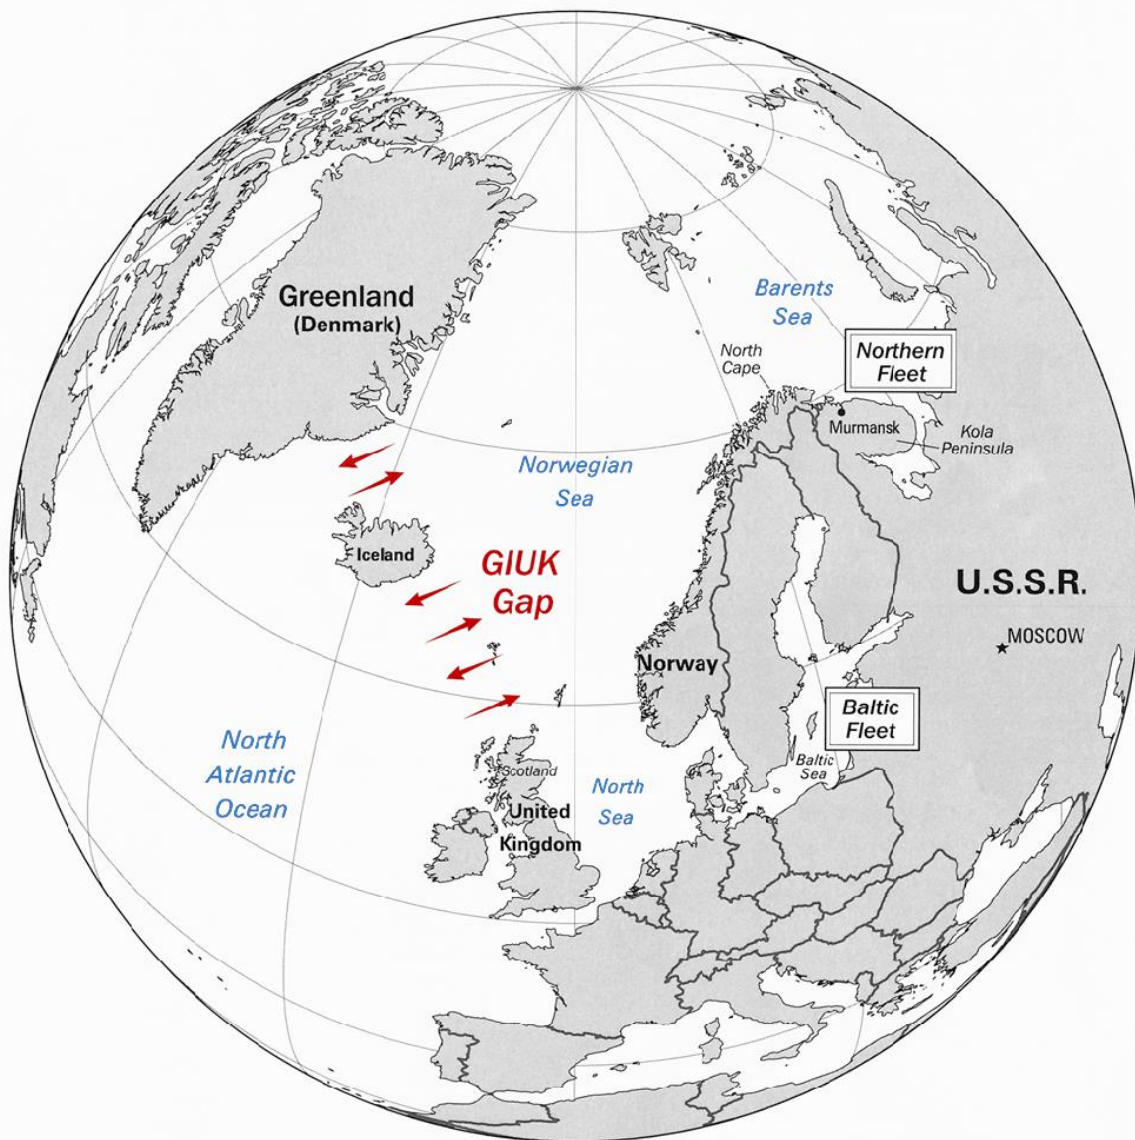 Greenland
(Denmark)
Barents
Sea
North
Cape
Northern
Fleet
Murmansk
Kola
Peninsula
Norwegian
Sea
Iceland
GIUK
Gap
U.S.S.R.
MOSCOW
Norway
Baltic
Fleet
Baltic
Sea
North
Atlantic
Ocean
Scotland
North
Sea
United
Kingdom